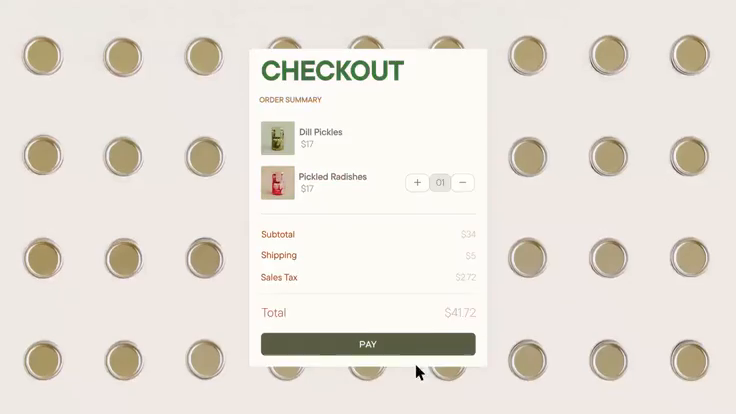 CHECKOUT
ORDER SUMMARY
Dill Pickles
$17
Pickled Radishes
$17
+ 01 −
Subtotal $34
Shipping $5
Sales Tax $2.72
Total $41.72
PAY